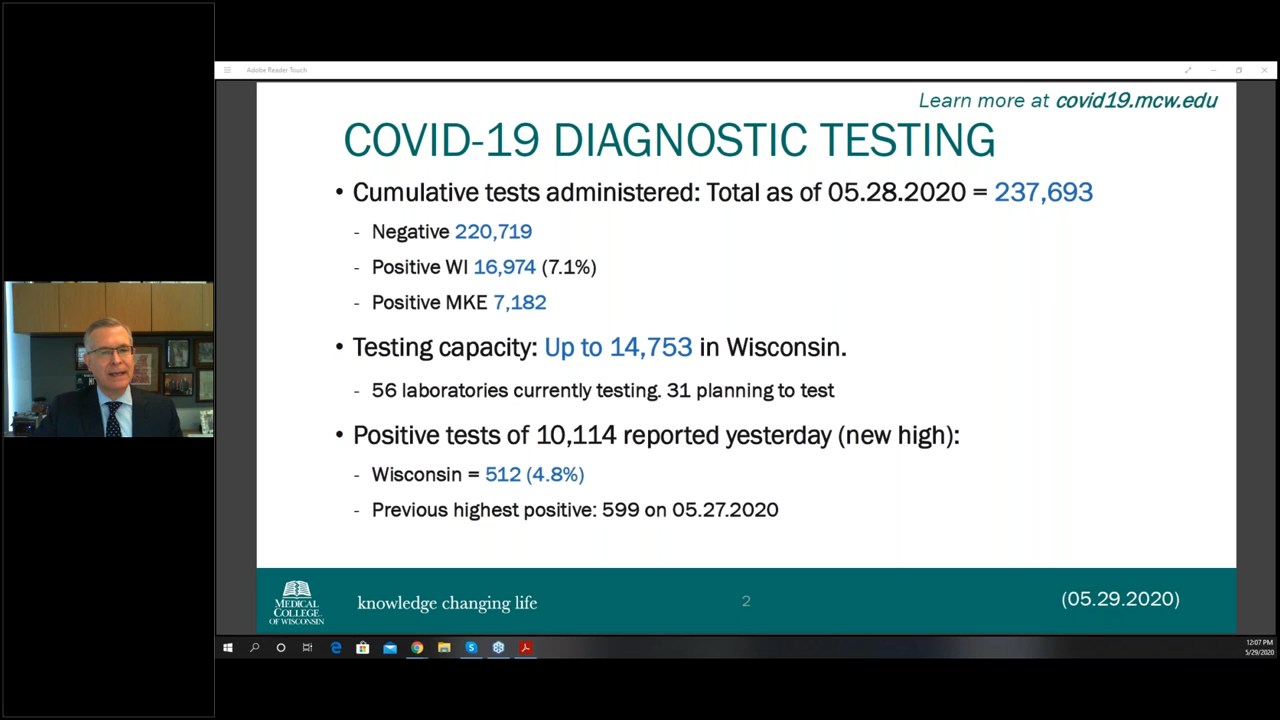 Adobe Reader Touch
Learn more at covid19.mcw.edu
COVID-19 DIAGNOSTIC TESTING
• Cumulative tests administered: Total as of 05.28.2020 = 237,693
- Negative 220,719
- Positive WI 16,974 (7.1%)
- Positive MKE 7,182
• Testing capacity: Up to 14,753 in Wisconsin.
- 56 laboratories currently testing. 31 planning to test
• Positive tests of 10,114 reported yesterday (new high):
- Wisconsin = 512 (4.8%)
- Previous highest positive: 599 on 05.27.2020
MEDICAL
COLLEGE
OF WISCONSIN
knowledge changing life
2
(05.29.2020)
12:07 PM
5/29/2020